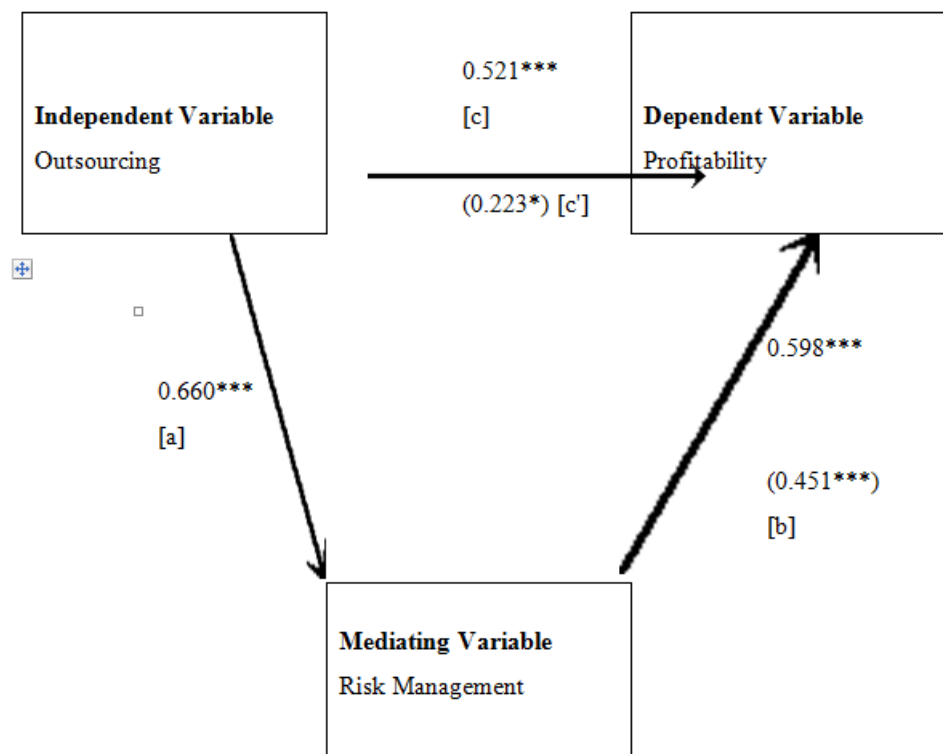 Independent Variable
Outsourcing
0.521***
[c]
(0.223*) [c']
Dependent Variable
Profitability
0.660***
[a]
0.598***
(0.451***)
[b]
Mediating Variable
Risk Management